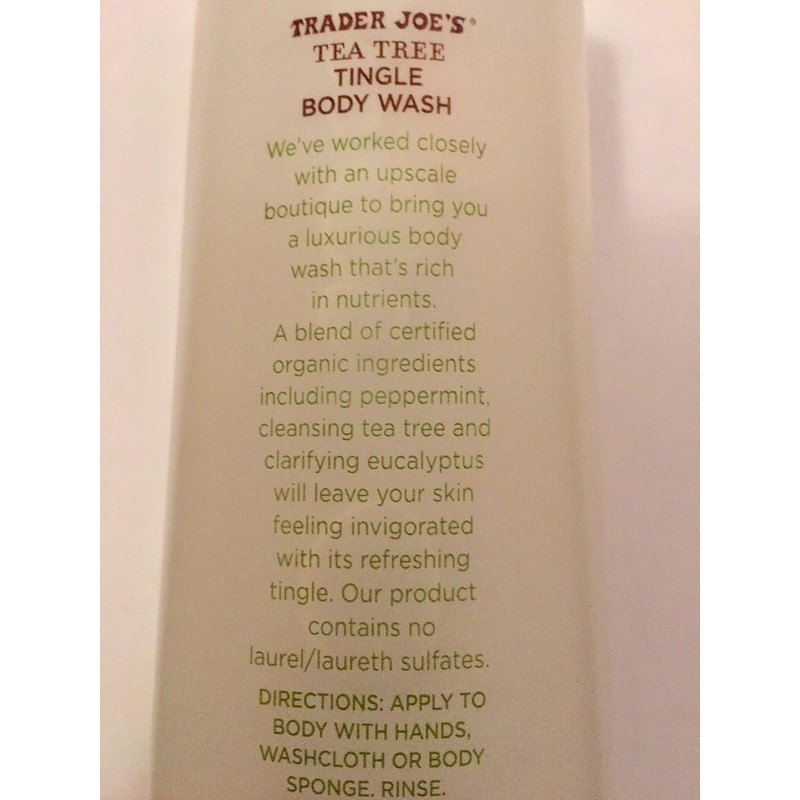 TRADER JOE'S®
TEA TREE
TINGLE
BODY WASH
We've worked closely
with an upscale
boutique to bring you
a luxurious body
wash that's rich
in nutrients.
A blend of certified
organic ingredients
including peppermint,
cleansing tea tree and
clarifying eucalyptus
will leave your skin
feeling invigorated
with its refreshing
tingle. Our product
contains no
laurel/laureth sulfates.
DIRECTIONS: APPLY TO
BODY WITH HANDS,
WASHCLOTH OR BODY
SPONGE. RINSE.